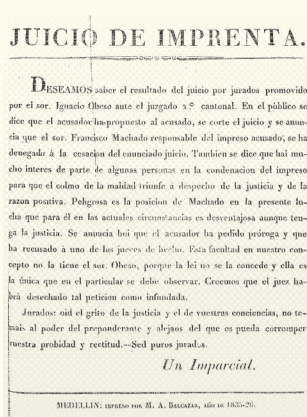 JUICIO DE IMPRENTA.
DESEAMOS saber el resultado del juicio por jurados promovido
por el sor. Ignacio Obeso ante el juzgado 2.º cantonal. En el público se
dice que el acusador ha propuesto al acusado, se corte el juicio y se anun-
cia que el sor. Francisco Machado responsable del impreso acusado, se ha
denegado á la cesacion del enunciado juicio. Tambien se dice que hai mu-
cho interes de parte de algunas personas en la condenacion del impreso
para que el colmo de la maldad triunfe á despecho de la justicia y de la
razon positiva. Peligrosa es la posicion de Machado en la presente lu-
cha que para él en las actuales circunstancias es desventajosa aunque ten-
ga la justicia. Se anuncia hoi que el acusador ha pedido próroga y que
ha recusado á uno de los jueces de hecho. Esta facultad en nuestro con-
cepto no la tiene el sor. Obeso, porque la lei no se la concede y ella es
la única que en el particular se debe observar. Creemos que el juez ha-
brá desechado tal peticion como infundada.
Jurados: oid el grito de la justicia y el de vuestras conciencias, no te-
mais al poder del preponderante y alejaos del que os pueda corromper
vuestra probidad y rectitud.—Sed puros jurados.
Un Imparcial.
MEDELLIN: IMPRESO POR M. A. BALCAZAR, AÑO DE 1835-26.